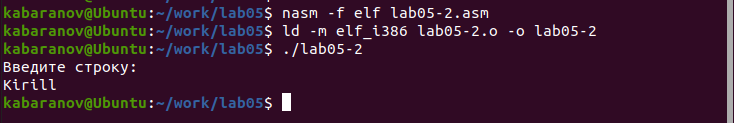 kabaranov@Ubuntu:~/work/lab05$ nasm -f elf lab05-2.asm
kabaranov@Ubuntu:~/work/lab05$ ld -m elf_i386 lab05-2.o -o lab05-2
kabaranov@Ubuntu:~/work/lab05$ ./lab05-2
Введите строку:
Kirill
kabaranov@Ubuntu:~/work/lab05$